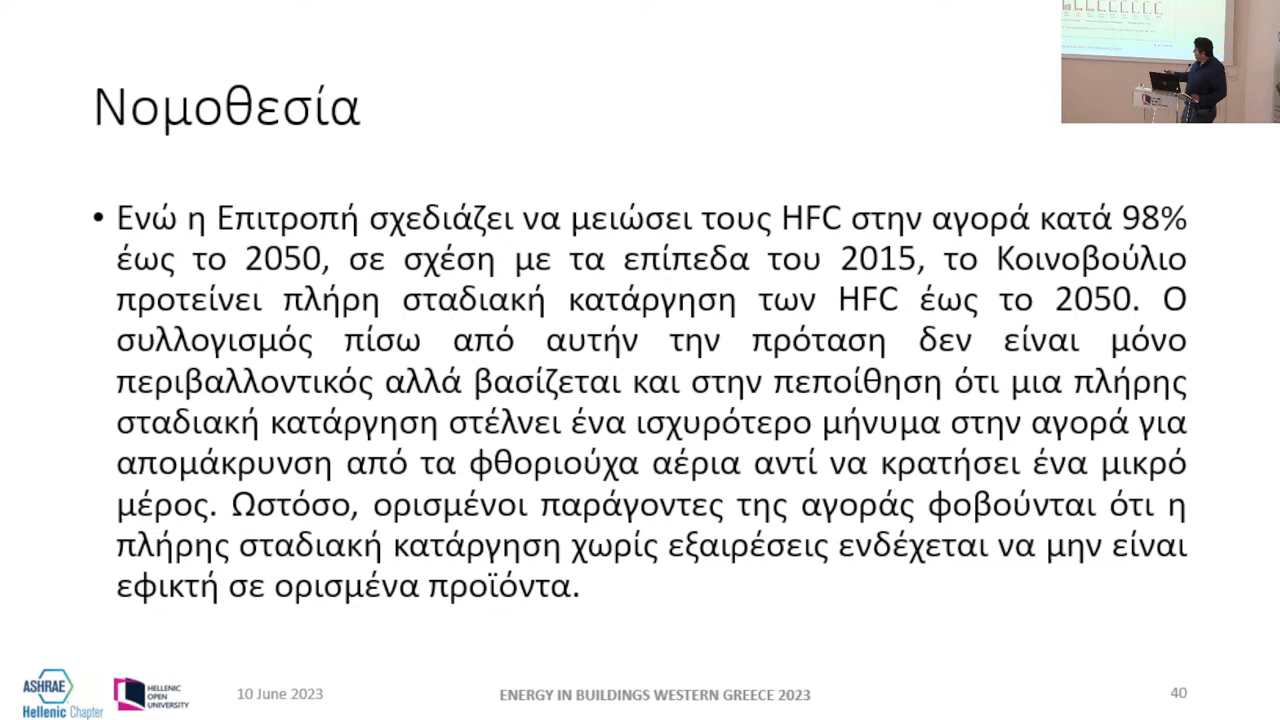 Νομοθεσία
• Ενώ η Επιτροπή σχεδιάζει να μειώσει τους HFC στην αγορά κατά 98%
έως το 2050, σε σχέση με τα επίπεδα του 2015, το Κοινοβούλιο
προτείνει πλήρη σταδιακή κατάργηση των HFC έως το 2050. Ο
συλλογισμός πίσω από αυτήν την πρόταση δεν είναι μόνο
περιβαλλοντικός αλλά βασίζεται και στην πεποίθηση ότι μια πλήρης
σταδιακή κατάργηση στέλνει ένα ισχυρότερο μήνυμα στην αγορά για
απομάκρυνση από τα φθοριούχα αέρια αντί να κρατήσει ένα μικρό
μέρος. Ωστόσο, ορισμένοι παράγοντες της αγοράς φοβούνται ότι η
πλήρης σταδιακή κατάργηση χωρίς εξαιρέσεις ενδέχεται να μην είναι
εφικτή σε ορισμένα προϊόντα.
ASHRAE
Hellenic Chapter
HELLENIC
OPEN
UNIVERSITY
10 June 2023
ENERGY IN BUILDINGS WESTERN GREECE 2023
40